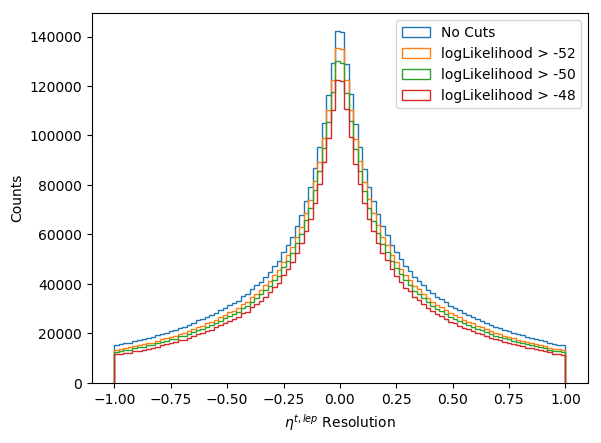 No Cuts
logLikelihood > -52
logLikelihood > -50
logLikelihood > -48
Counts
140000
120000
100000
80000
60000
40000
20000
0
−1.00 −0.75 −0.50 −0.25 0.00 0.25 0.50 0.75 1.00
η^{t, lep} Resolution